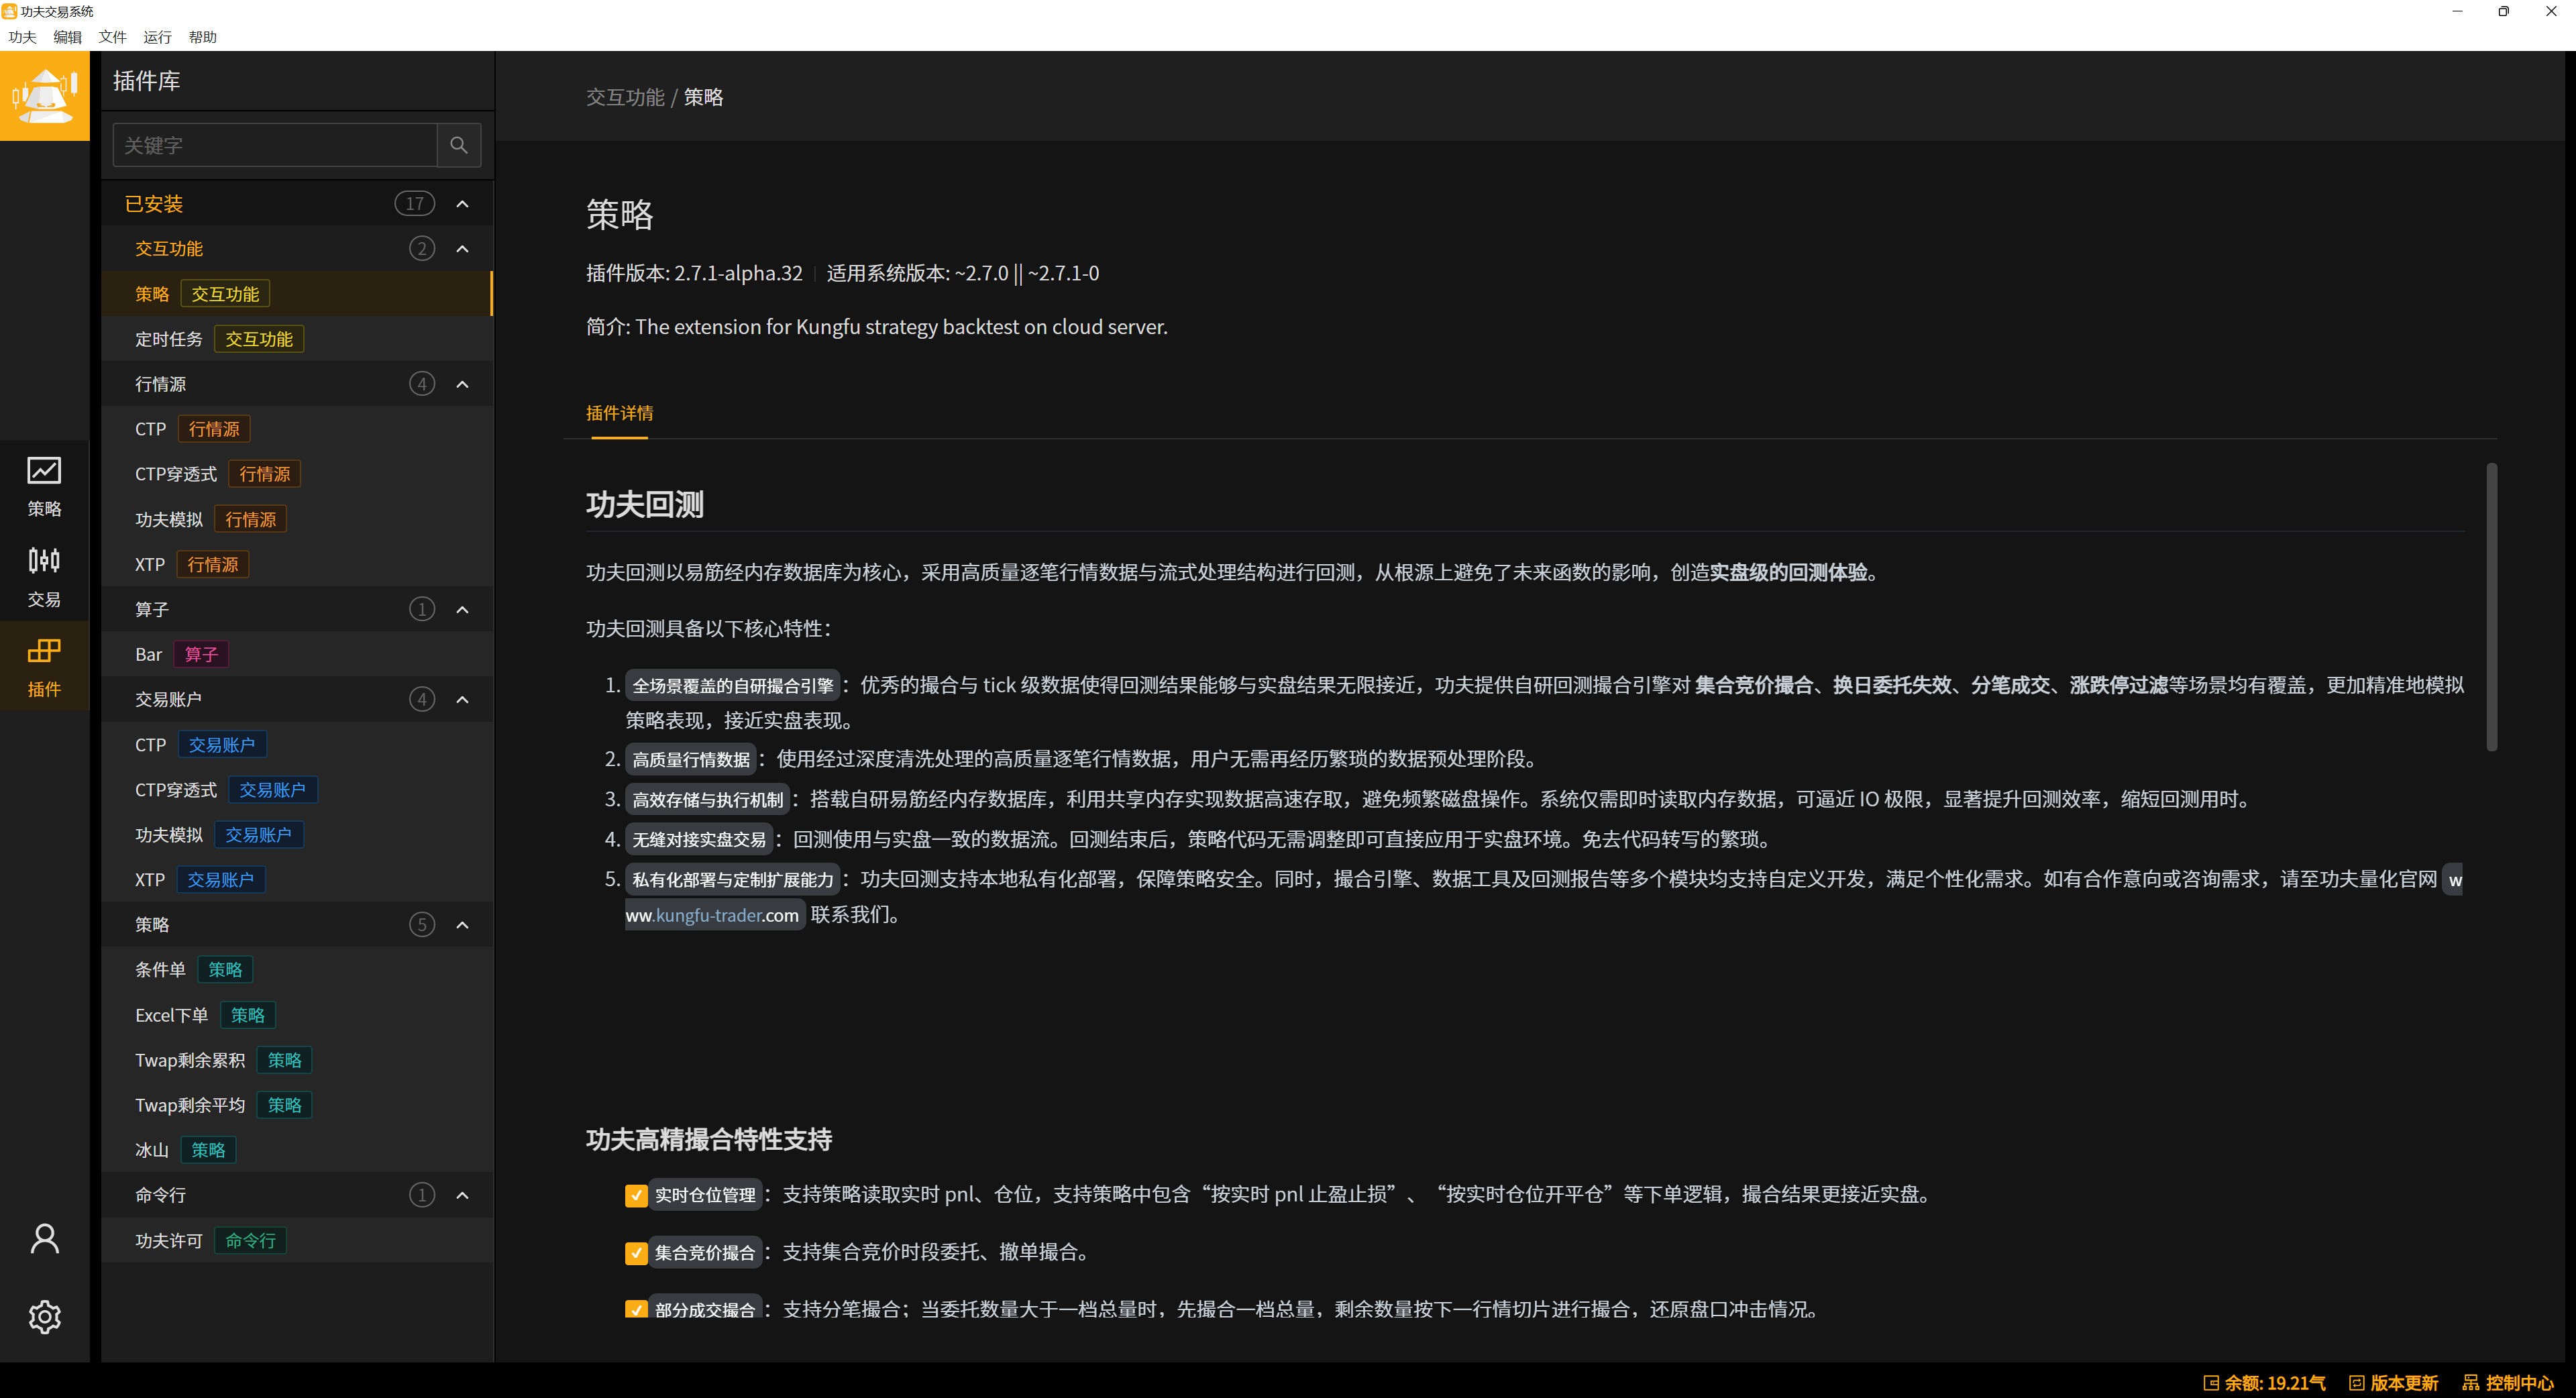 功夫交易系统
功夫 编辑 文件 运行 帮助
插件库
关键字
已安装 17
交互功能 2
策略 交互功能
定时任务 交互功能
行情源 4
CTP 行情源
CTP穿透式 行情源
功夫模拟 行情源
XTP 行情源
算子 1
Bar 算子
交易账户 4
CTP 交易账户
CTP穿透式 交易账户
功夫模拟 交易账户
XTP 交易账户
策略 5
条件单 策略
Excel下单 策略
Twap剩余累积 策略
Twap剩余平均 策略
冰山 策略
命令行 1
功夫许可 命令行
策略
交易
插件
交互功能 / 策略
策略
插件版本: 2.7.1-alpha.32 适用系统版本: ~2.7.0 || ~2.7.1-0
简介: The extension for Kungfu strategy backtest on cloud server.
插件详情
功夫回测
功夫回测以易筋经内存数据库为核心，采用高质量逐笔行情数据与流式处理结构进行回测，从根源上避免了未来函数的影响，创造实盘级的回测体验。
功夫回测具备以下核心特性：
1. 全场景覆盖的自研撮合引擎：优秀的撮合与 tick 级数据使得回测结果能够与实盘结果无限接近，功夫提供自研回测撮合引擎对 集合竞价撮合、换日委托失效、分笔成交、涨跌停过滤等场景均有覆盖，更加精准地模拟
策略表现，接近实盘表现。
2. 高质量行情数据：使用经过深度清洗处理的高质量逐笔行情数据，用户无需再经历繁琐的数据预处理阶段。
3. 高效存储与执行机制：搭载自研易筋经内存数据库，利用共享内存实现数据高速存取，避免频繁磁盘操作。系统仅需即时读取内存数据，可逼近 IO 极限，显著提升回测效率，缩短回测用时。
4. 无缝对接实盘交易：回测使用与实盘一致的数据流。回测结束后，策略代码无需调整即可直接应用于实盘环境。免去代码转写的繁琐。
5. 私有化部署与定制扩展能力：功夫回测支持本地私有化部署，保障策略安全。同时，撮合引擎、数据工具及回测报告等多个模块均支持自定义开发，满足个性化需求。如有合作意向或咨询需求，请至功夫量化官网 w
ww.kungfu-trader.com 联系我们。
功夫高精撮合特性支持
实时仓位管理：支持策略读取实时 pnl、仓位，支持策略中包含“按实时 pnl 止盈止损”、“按实时仓位开平仓”等下单逻辑，撮合结果更接近实盘。
集合竞价撮合：支持集合竞价时段委托、撤单撮合。
部分成交撮合：支持分笔撮合；当委托数量大于一档总量时，先撮合一档总量，剩余数量按下一行情切片进行撮合，还原盘口冲击情况。
余额: 19.21气 版本更新 控制中心